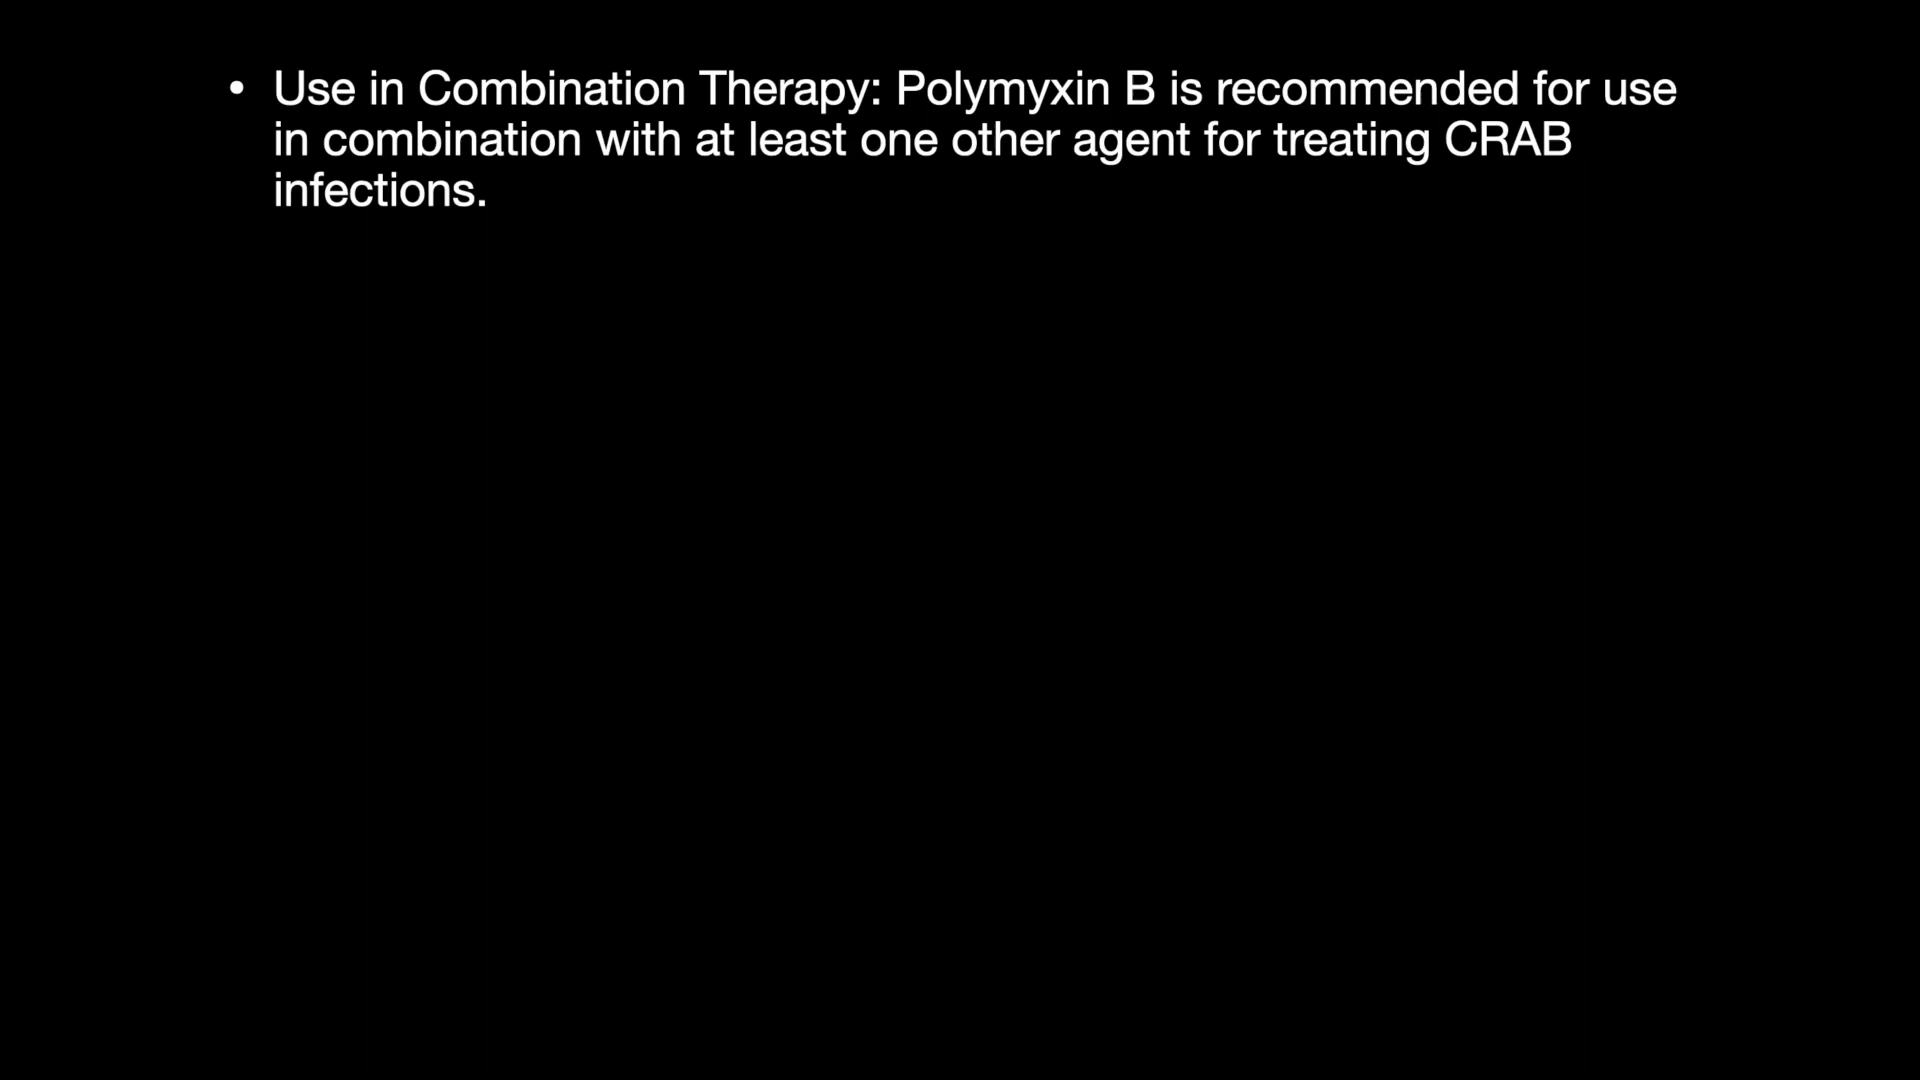 • Use in Combination Therapy: Polymyxin B is recommended for use
in combination with at least one other agent for treating CRAB
infections.